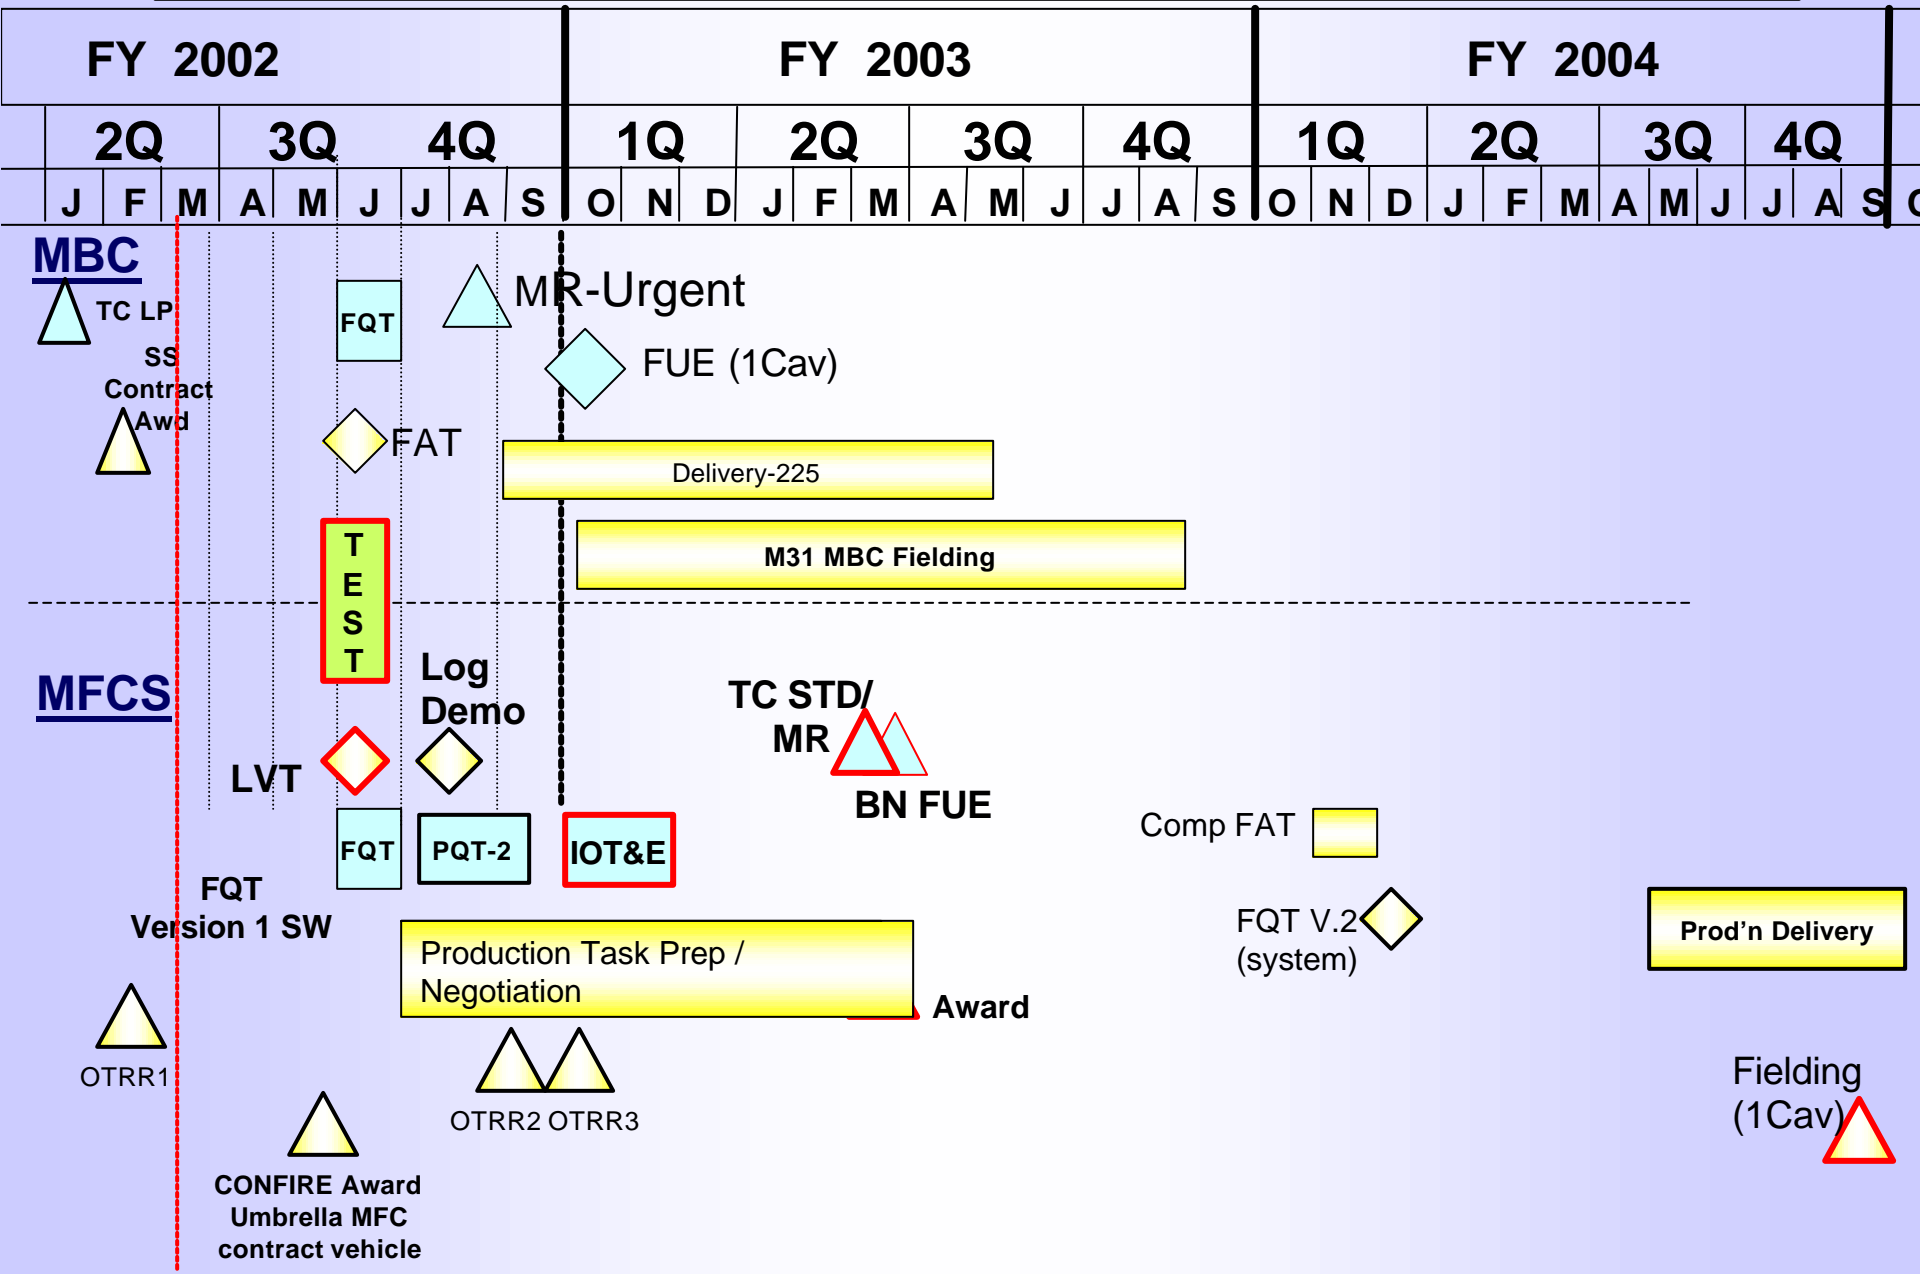 FY 2002 FY 2003 FY 2004
2Q 3Q 4Q 1Q 2Q 3Q 4Q 1Q 2Q 3Q 4Q
J F M A M J J A S O N D J F M A M J J A S O N D J F M A M J J A S
MBC
TC LP
FQT
MR-Urgent
SS
Contract
Awd
FUE (1Cav)
FAT
Delivery-225
M31 MBC Fielding
T
E
S
T
MFCS
Log
Demo
TC STD/
MR
LVT
BN FUE
FQT
PQT-2
IOT&E
Comp FAT
FQT
Version 1 SW
FQT V.2
(system)
Prod'n Delivery
Production Task Prep /
Negotiation
Award
OTRR1
OTRR2 OTRR3
Fielding
(1Cav)
CONFIRE Award
Umbrella MFC
contract vehicle